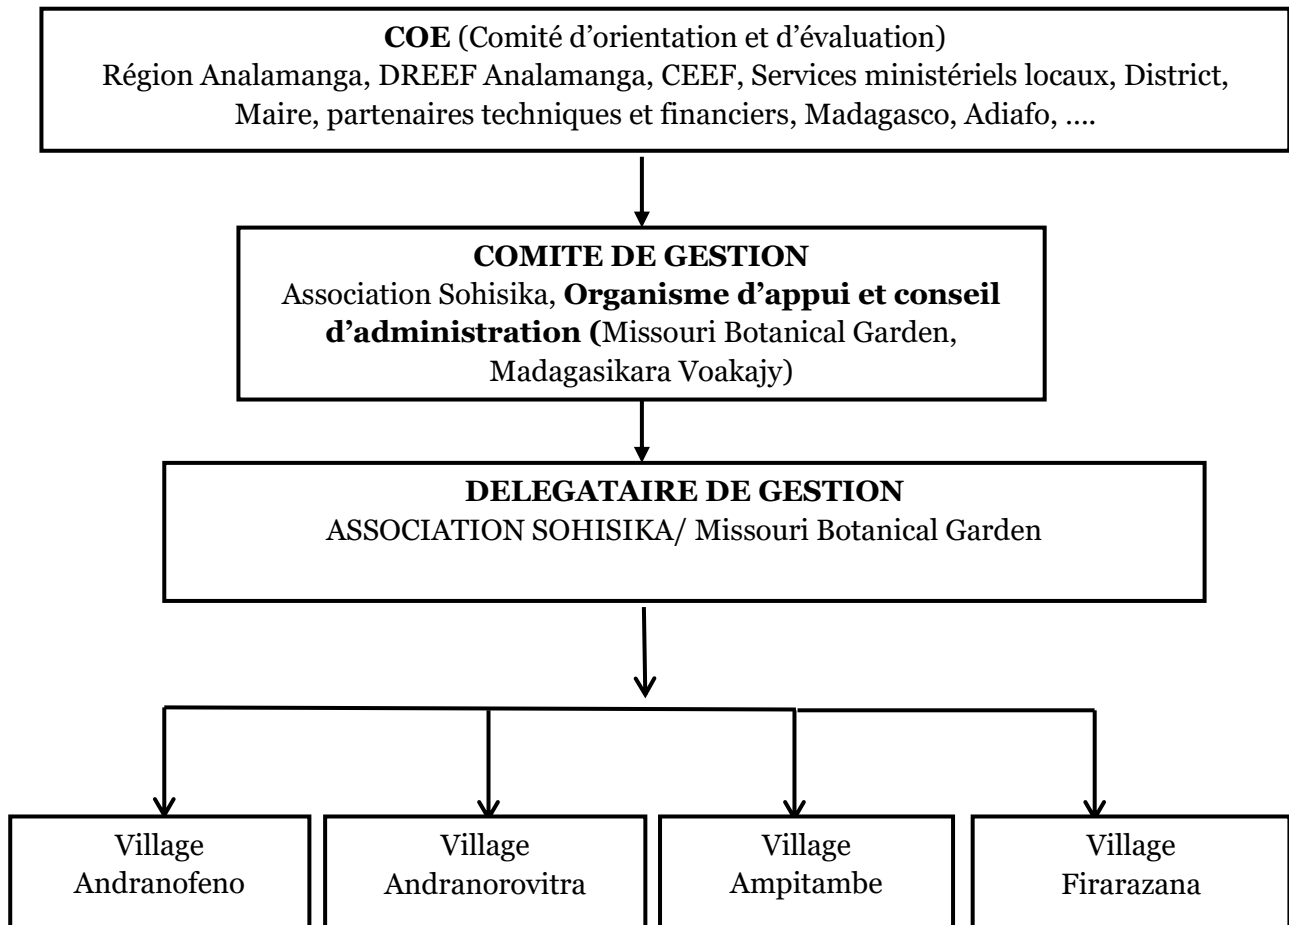 COE (Comité d’orientation et d’évaluation)
Région Analamanga, DREEF Analamanga, CEEF, Services ministériels locaux, District,
Maire, partenaires techniques et financiers, Madagasco, Adiafo, ….
COMITE DE GESTION
Association Sohisika, Organisme d’appui et conseil
d’administration (Missouri Botanical Garden,
Madagasikara Voakajy)
DELEGATAIRE DE GESTION
ASSOCIATION SOHISIKA/ Missouri Botanical Garden
Village
Andranofeno
Village
Andranorovitra
Village
Ampitambe
Village
Firarazana